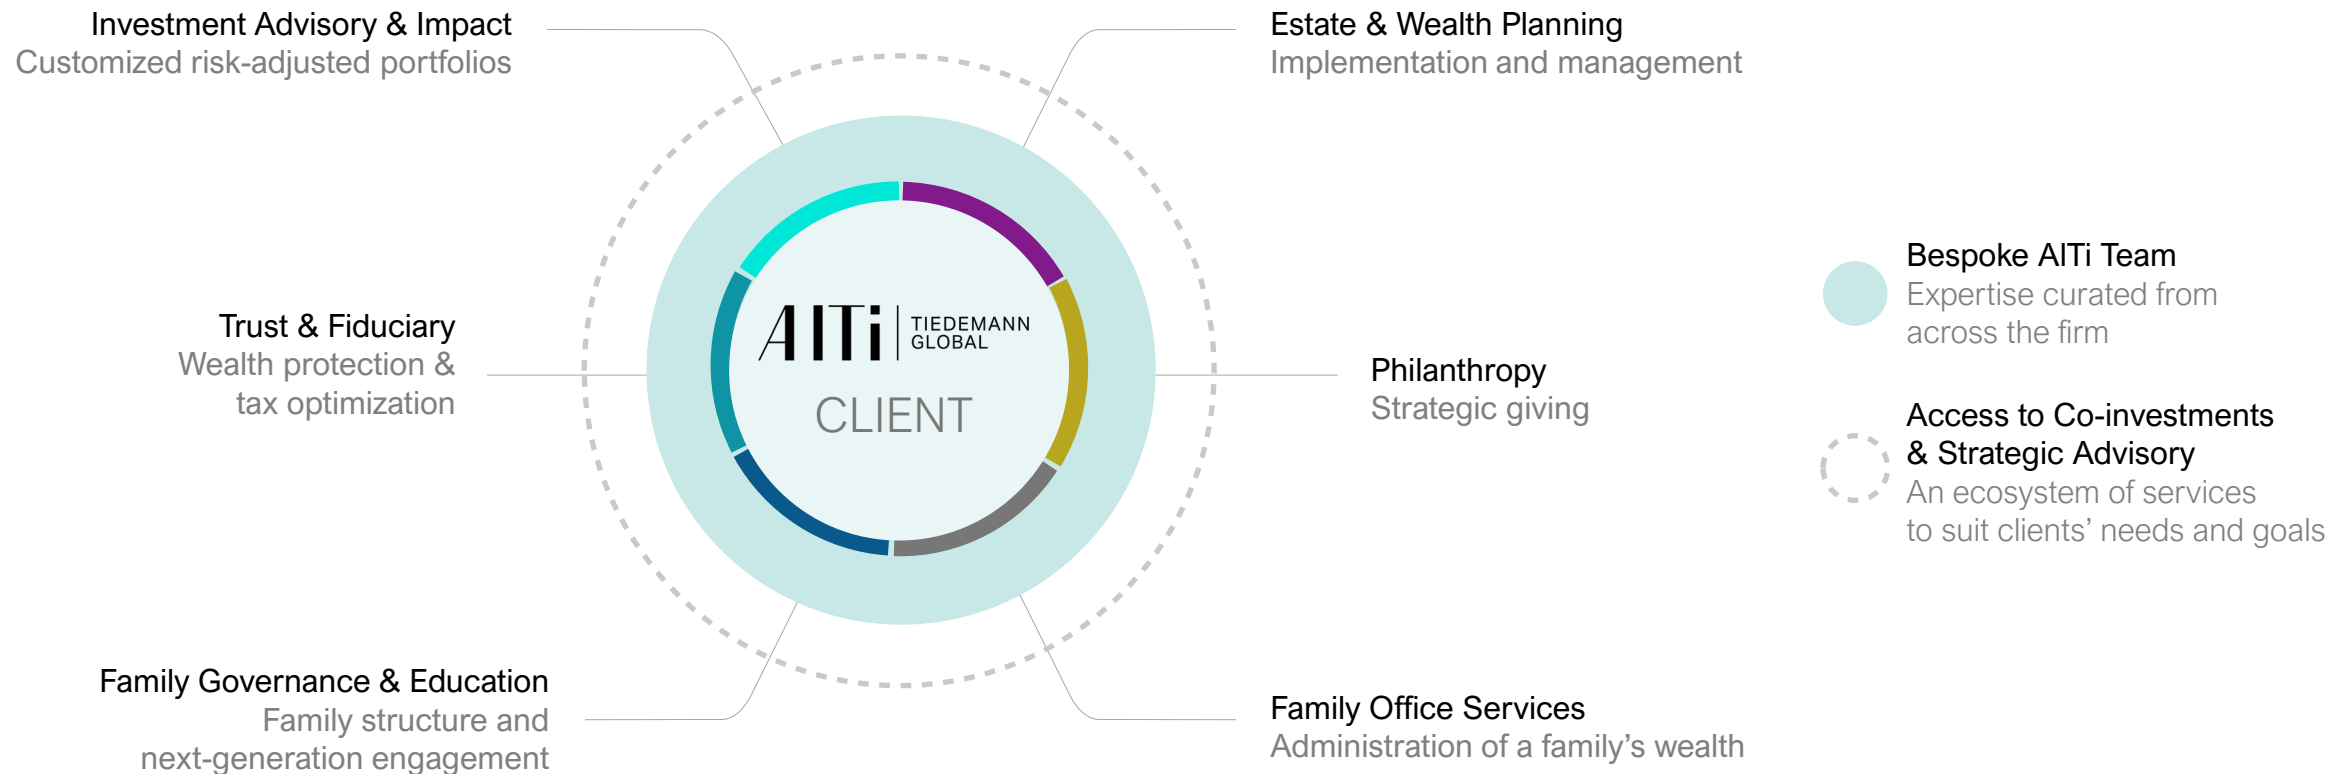 Investment Advisory & Impact
Customized risk-adjusted portfolios
Estate & Wealth Planning
Implementation and management
Trust & Fiduciary
Wealth protection &
tax optimization
AlTi
TIEDEMANN
GLOBAL
CLIENT
Philanthropy
Strategic giving
Family Governance & Education
Family structure and
next-generation engagement
Family Office Services
Administration of a family’s wealth
Bespoke AlTi Team
Expertise curated from
across the firm
Access to Co-investments
& Strategic Advisory
An ecosystem of services
to suit clients’ needs and goals